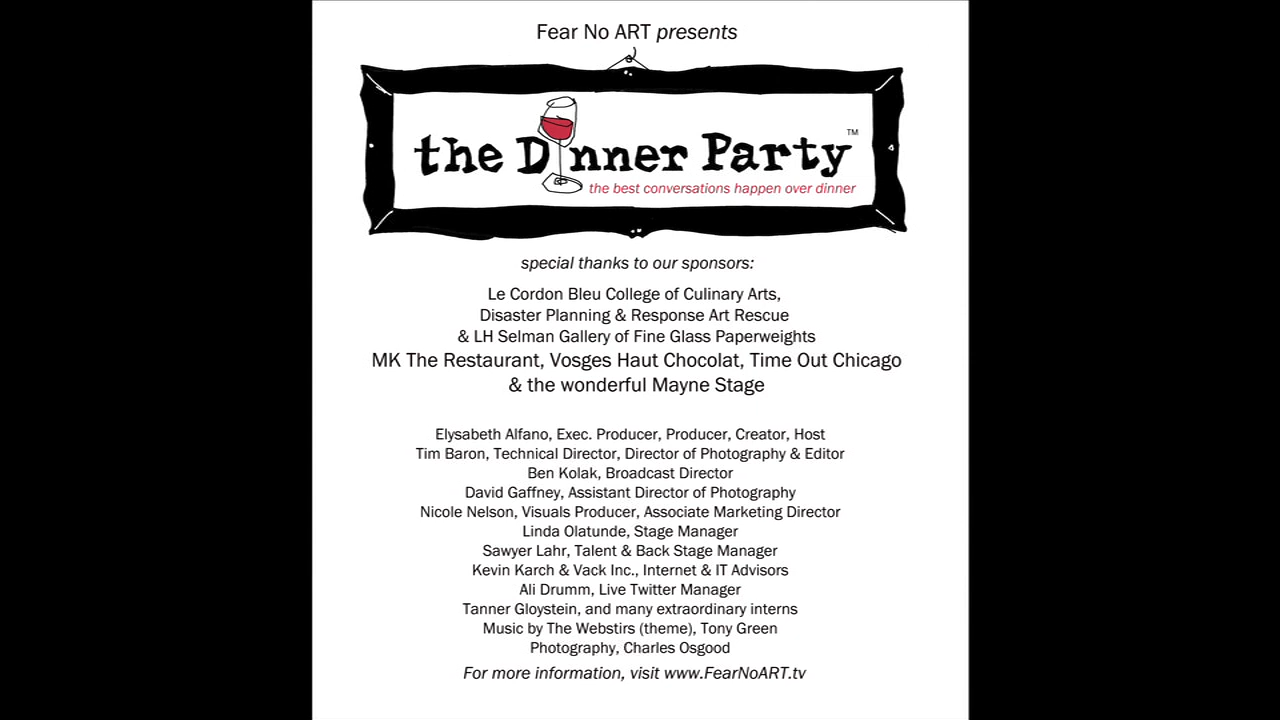 Fear No ART presents
the Dinner Party™
the best conversations happen over dinner
special thanks to our sponsors:
Le Cordon Bleu College of Culinary Arts,
Disaster Planning & Response Art Rescue
& LH Selman Gallery of Fine Glass Paperweights
MK The Restaurant, Vosges Haut Chocolat, Time Out Chicago
& the wonderful Mayne Stage
Elysabeth Alfano, Exec. Producer, Producer, Creator, Host
Tim Baron, Technical Director, Director of Photography & Editor
Ben Kolak, Broadcast Director
David Gaffney, Assistant Director of Photography
Nicole Nelson, Visuals Producer, Associate Marketing Director
Linda Olatunde, Stage Manager
Sawyer Lahr, Talent & Back Stage Manager
Kevin Karch & Vack Inc., Internet & IT Advisors
Ali Drumm, Live Twitter Manager
Tanner Gloystein, and many extraordinary interns
Music by The Webstirs (theme), Tony Green
Photography, Charles Osgood
For more information, visit www.FearNoART.tv